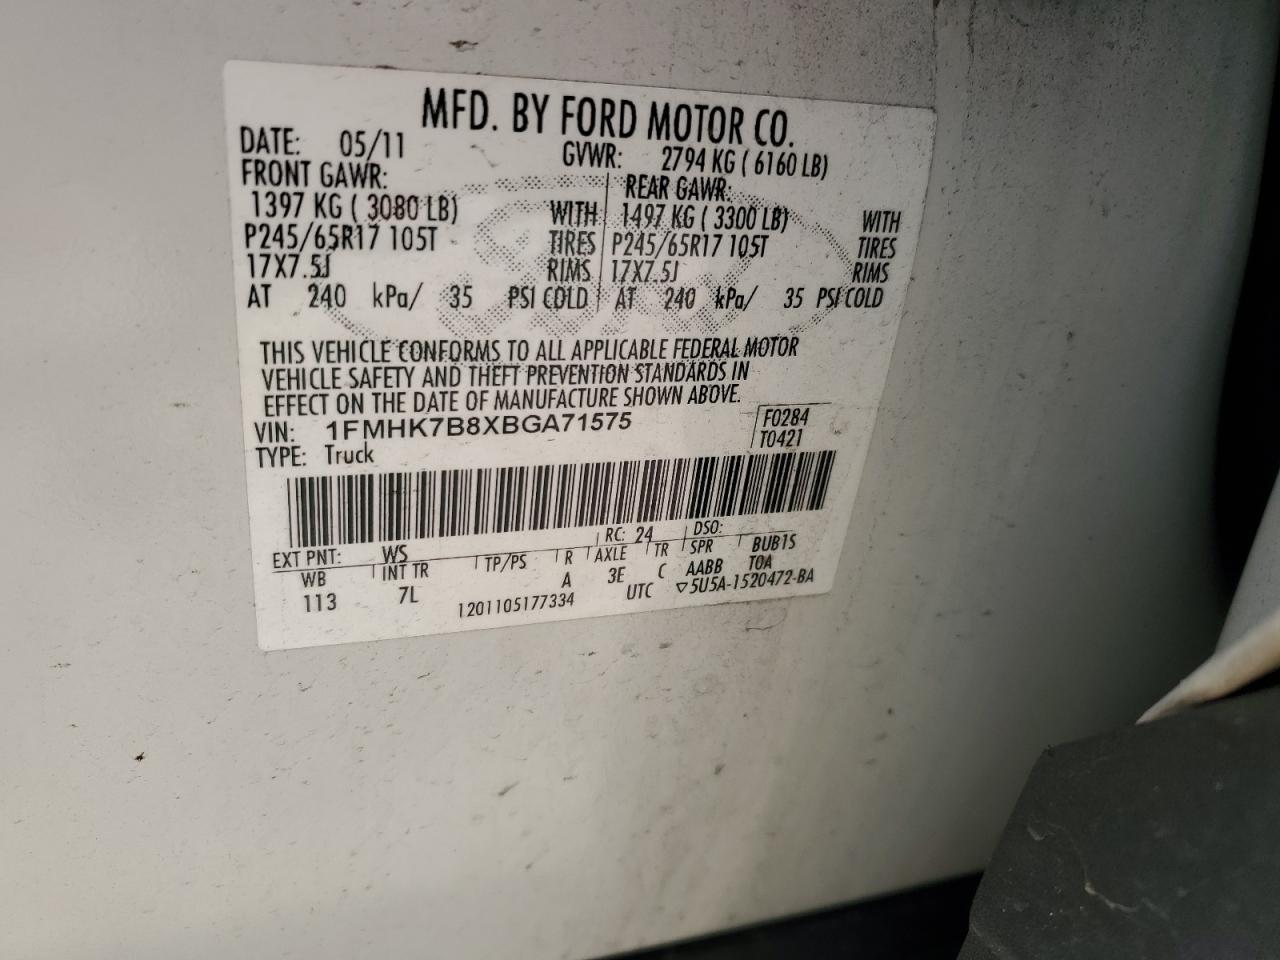 MFD. BY FORD MOTOR CO.
DATE: 05/11 GVWR: 2794 KG ( 6160 LB)
FRONT GAWR: REAR GAWR:
1397 KG ( 3080 LB) WITH 1497 KG ( 3300 LB) WITH
P245/65R17 105T TIRES P245/65R17 105T TIRES
17X7.5J RIMS 17X7.5J RIMS
AT 240 kPa/ 35 PSI COLD AT 240 kPa/ 35 PSI COLD
THIS VEHICLE CONFORMS TO ALL APPLICABLE FEDERAL MOTOR
VEHICLE SAFETY AND THEFT PREVENTION STANDARDS IN
EFFECT ON THE DATE OF MANUFACTURE SHOWN ABOVE.
VIN: 1FMHK7B8XBGA71575 F0284
TYPE: Truck T0421
EXT PNT: WS RC: 24 DSO:
WB INT TR TP/PS R AXLE TR SPR BUB1S
113 7L A 3E C AABB TOA
1201105177334 UTC ▽5U5A-1520472-BA